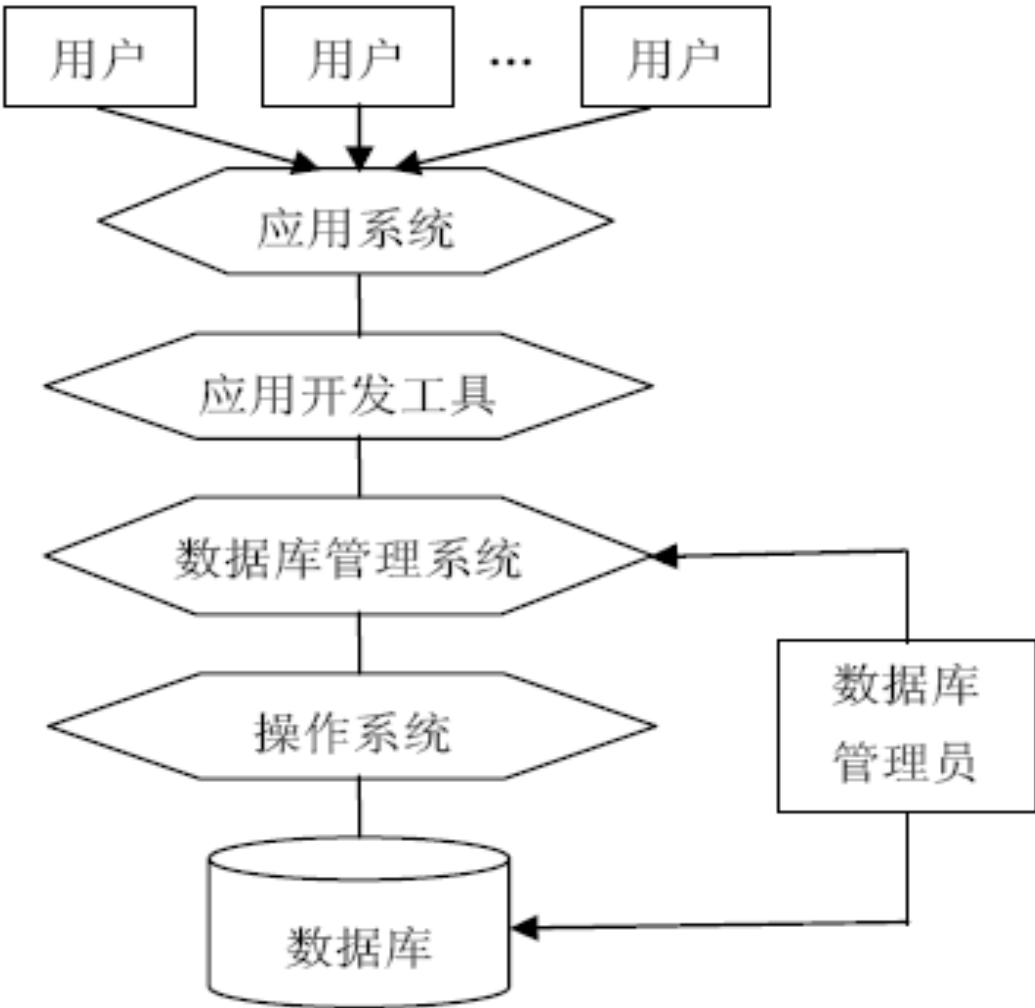 用户 用户 … 用户
应用系统
应用开发工具
数据库管理系统
数据库
管理员
操作系统
数据库